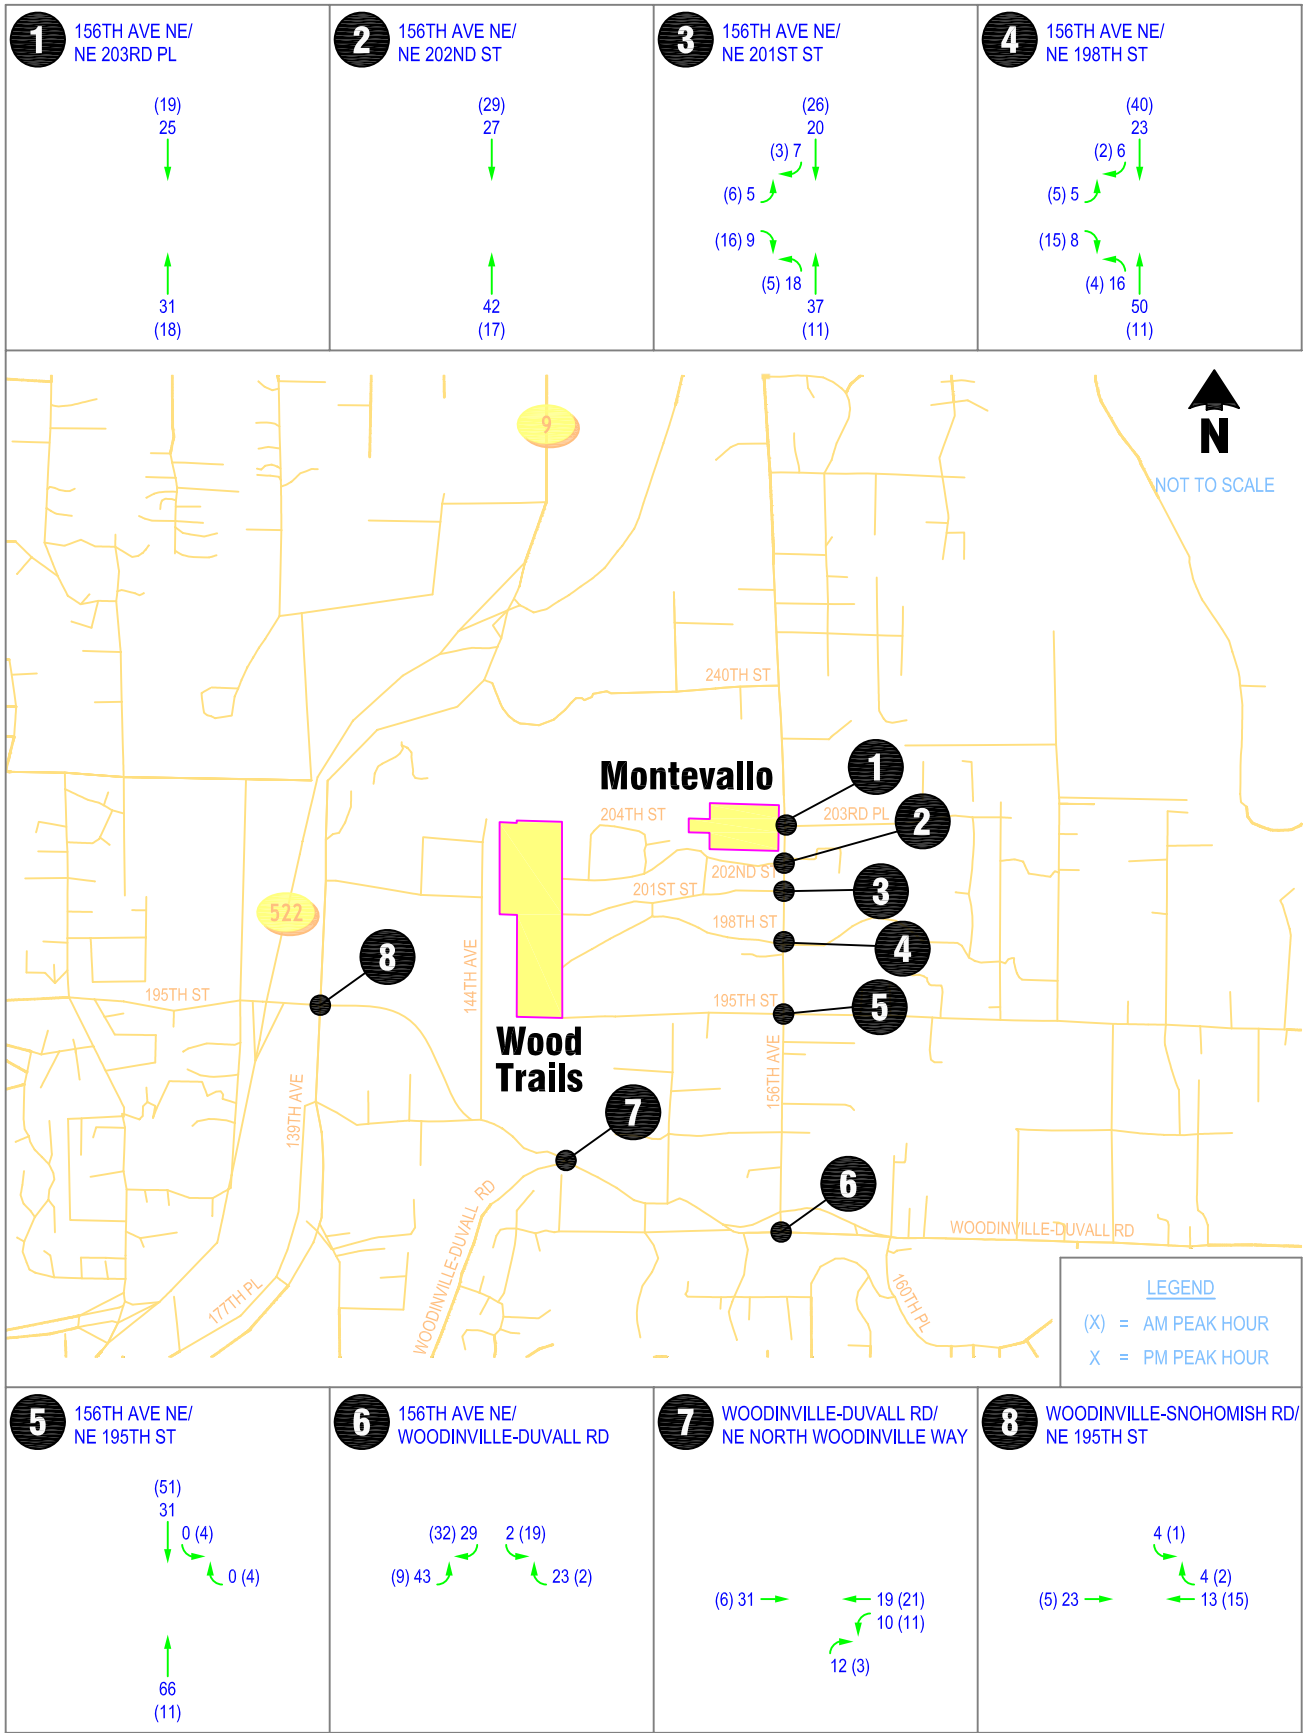 1
156TH AVE NE/
NE 203RD PL
(19)
25
31
(18)
2
156TH AVE NE/
NE 202ND ST
(29)
27
42
(17)
3
156TH AVE NE/
NE 201ST ST
(26)
20
(3) 7
(6) 5
(16) 9
(5) 18
37
(11)
4
156TH AVE NE/
NE 198TH ST
(40)
23
(2) 6
(5) 5
(15) 8
(4) 16
50
(11)
N
NOT TO SCALE
9
240TH ST
Montevallo
1
204TH ST
203RD PL
2
202ND ST
201ST ST
3
522
198TH ST
4
8
144TH AVE
195TH ST
195TH ST
5
Wood
Trails
156TH AVE
139TH AVE
7
6
WOODINVILLE-DUVALL RD
WOODINVILLE-DUVALL RD
177TH PL
160TH PL
LEGEND
(X) = AM PEAK HOUR
X = PM PEAK HOUR
5
156TH AVE NE/
NE 195TH ST
(51)
31
0 (4)
0 (4)
66
(11)
6
156TH AVE NE/
WOODINVILLE-DUVALL RD
(32) 29
2 (19)
(9) 43
23 (2)
7
WOODINVILLE-DUVALL RD/
NE NORTH WOODINVILLE WAY
(6) 31
19 (21)
10 (11)
12 (3)
8
WOODINVILLE-SNOHOMISH RD/
NE 195TH ST
4 (1)
4 (2)
(5) 23
13 (15)